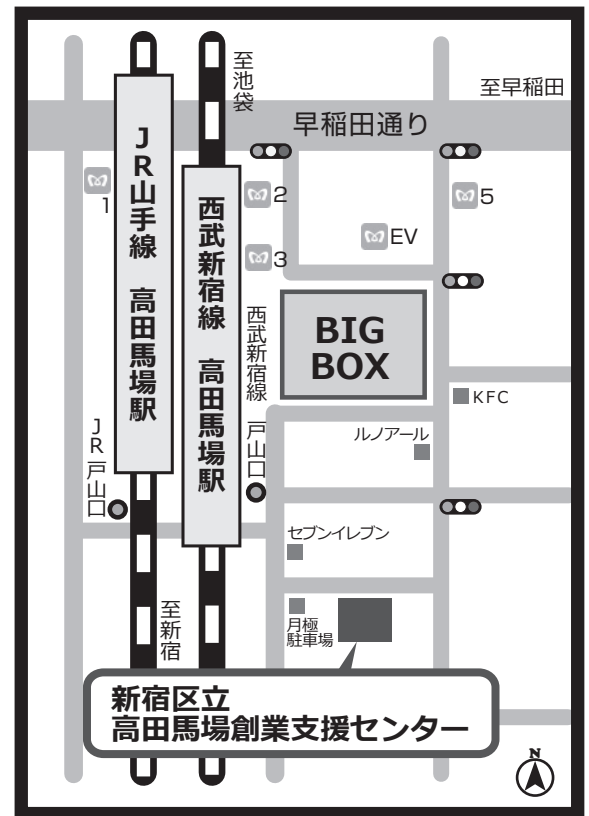 至池袋
至早稲田
早稲田通り
1
2
3
EV
5
JR山手線 高田馬場駅
西武新宿線 高田馬場駅
BIG
BOX
西武新宿線 戸山口
JR戸山口
KFC
ルノアール
セブンイレブン
月極
駐車場
至新宿
新宿区立
高田馬場創業支援センター
N